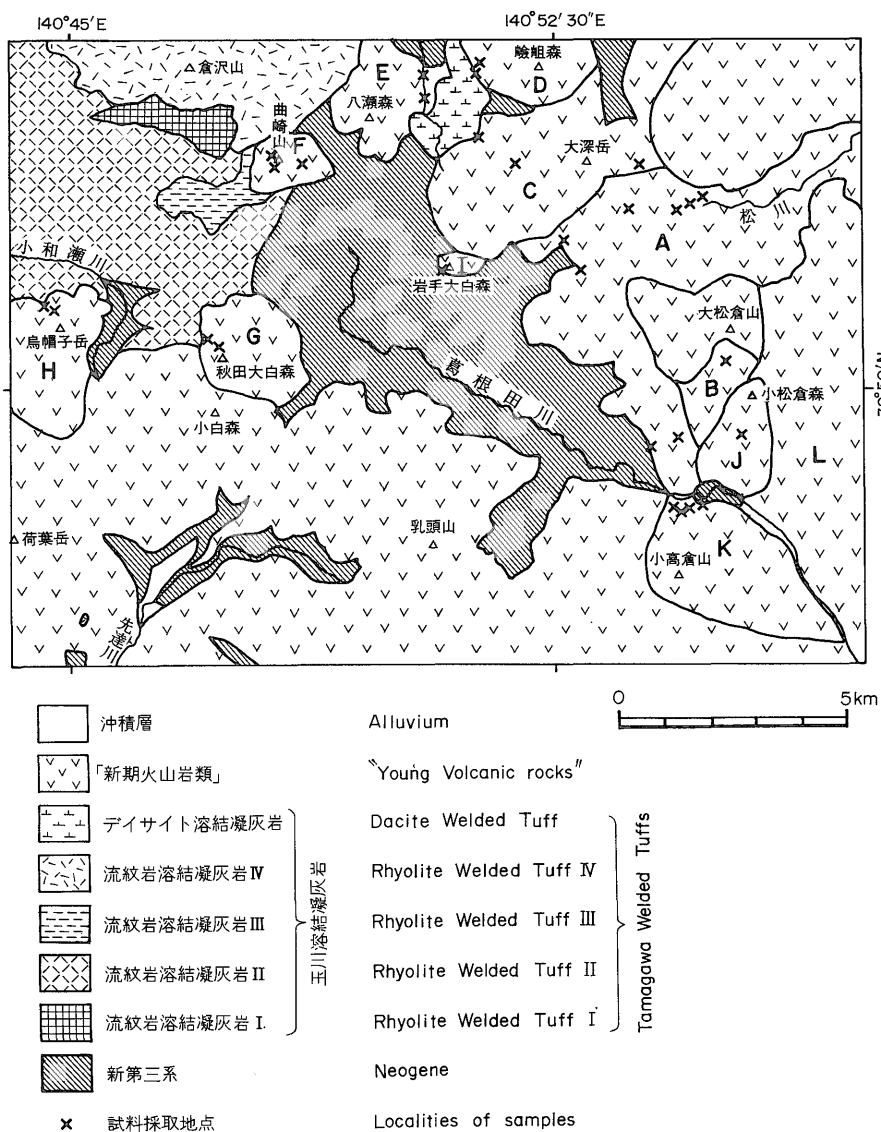 140°45′E
140°52′30″E
倉沢山
E
八瀬森
嶮岨森
D
曲崎山
F
大深岳
C
松川
A
小和瀬川
I
岩手大白森
大松倉山
烏帽子岳
H
G
秋田大白森
葛根田川
B
小松倉森
小白森
J
L
荷葉岳
乳頭山
K
小高倉山
先達川
0 5km
沖積層 Alluvium
「新期火山岩類」 "Young Volcanic rocks"
デイサイト溶結凝灰岩 Dacite Welded Tuff
流紋岩溶結凝灰岩Ⅳ Rhyolite Welded Tuff Ⅳ
流紋岩溶結凝灰岩Ⅲ Rhyolite Welded Tuff Ⅲ
流紋岩溶結凝灰岩Ⅱ Rhyolite Welded Tuff Ⅱ
流紋岩溶結凝灰岩Ⅰ Rhyolite Welded Tuff Ⅰ
玉川溶結凝灰岩
Tamagawa Welded Tuffs
新第三系 Neogene
試料採取地点 Localities of samples